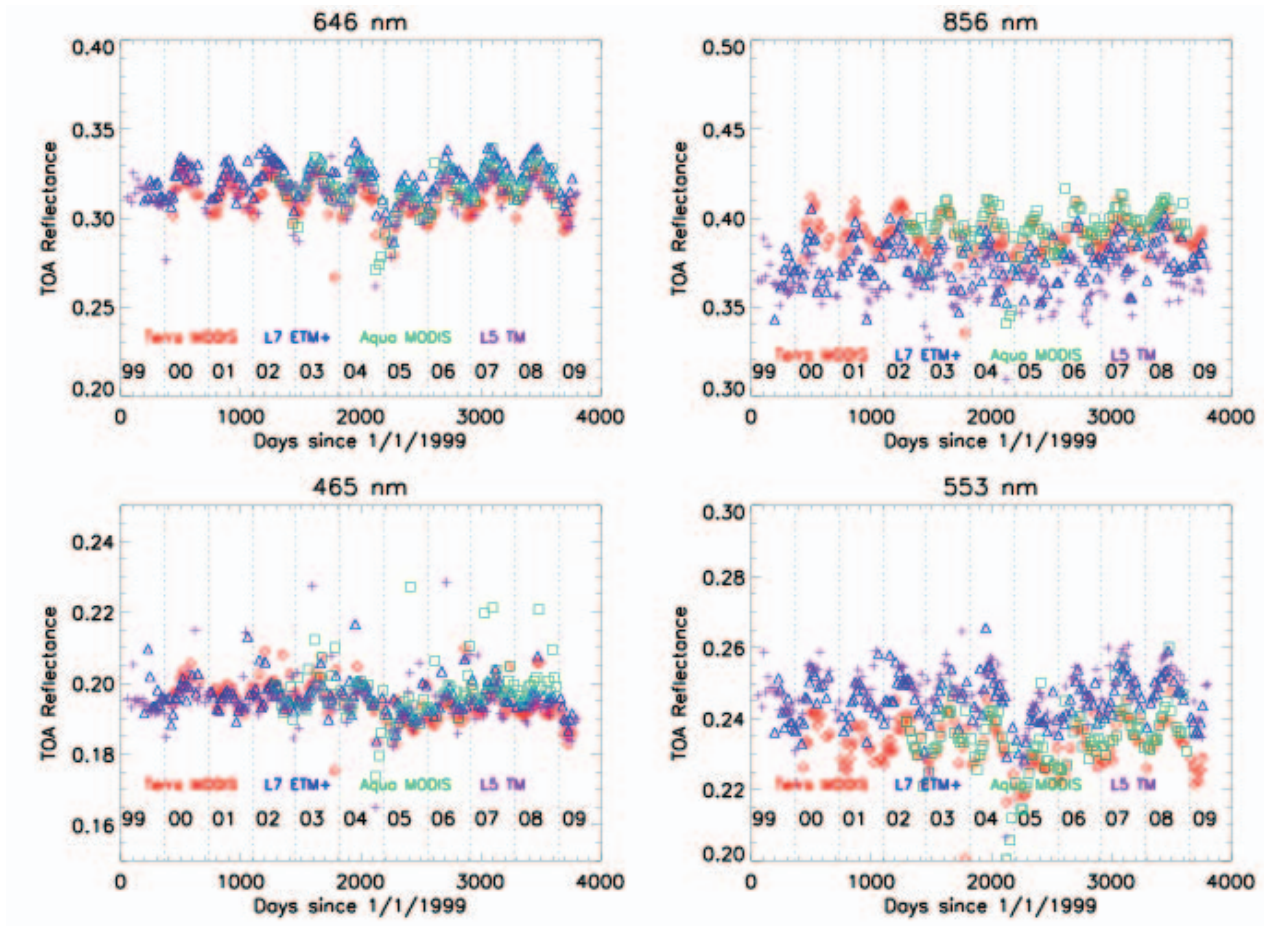 646 nm
0.40
0.35
0.30
0.25
0.20
TOA Reflectance
Terra MODIS L7 ETM+ Aqua MODIS L5 TM
99 00 01 02 03 04 05 06 07 08 09
0 1000 2000 3000 4000
Days since 1/1/1999
856 nm
0.50
0.45
0.40
0.35
0.30
TOA Reflectance
Terra MODIS L7 ETM+ Aqua MODIS L5 TM
99 00 01 02 03 04 05 06 07 08 09
0 1000 2000 3000 4000
Days since 1/1/1999
465 nm
0.24
0.22
0.20
0.18
0.16
TOA Reflectance
Terra MODIS L7 ETM+ Aqua MODIS L5 TM
99 00 01 02 03 04 05 06 07 08 09
0 1000 2000 3000 4000
Days since 1/1/1999
553 nm
0.30
0.28
0.26
0.24
0.22
0.20
TOA Reflectance
Terra MODIS L7 ETM+ Aqua MODIS L5 TM
99 00 01 02 03 04 05 06 07 08 09
0 1000 2000 3000 4000
Days since 1/1/1999